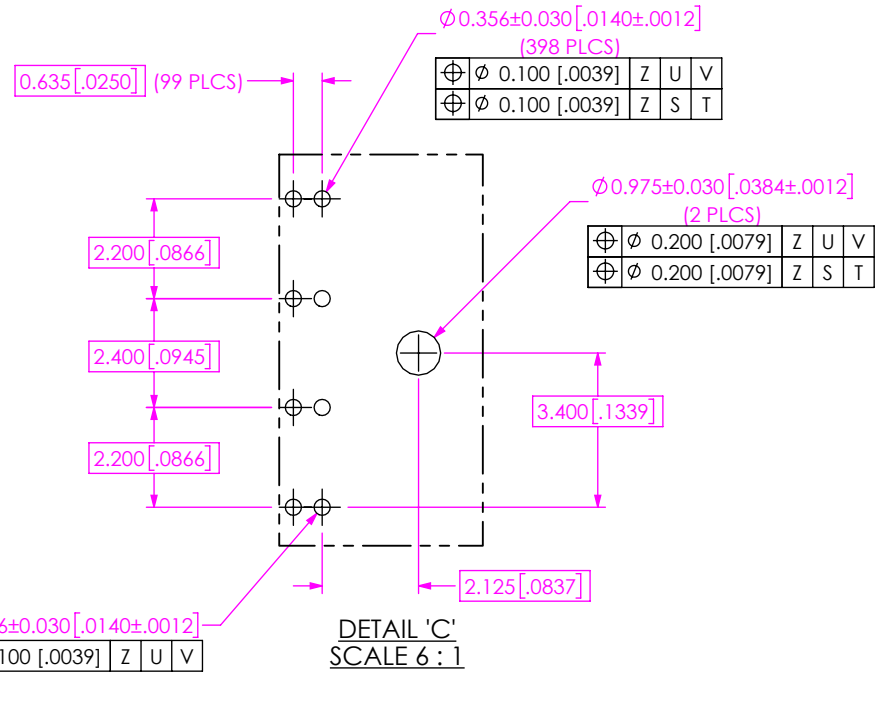 ⌀0.356±0.030[.0140±.0012]
(398 PLCS)
⌖ ⌀ 0.100 [.0039] Z U V
⌖ ⌀ 0.100 [.0039] Z S T
0.635[.0250] (99 PLCS)
⌀0.975±0.030[.0384±.0012]
(2 PLCS)
⌖ ⌀ 0.200 [.0079] Z U V
⌖ ⌀ 0.200 [.0079] Z S T
2.200[.0866]
2.400[.0945]
3.400[.1339]
2.200[.0866]
2.125[.0837]
6±0.030[.0140±.0012]
100 [.0039] Z U V
DETAIL 'C'
SCALE 6 : 1